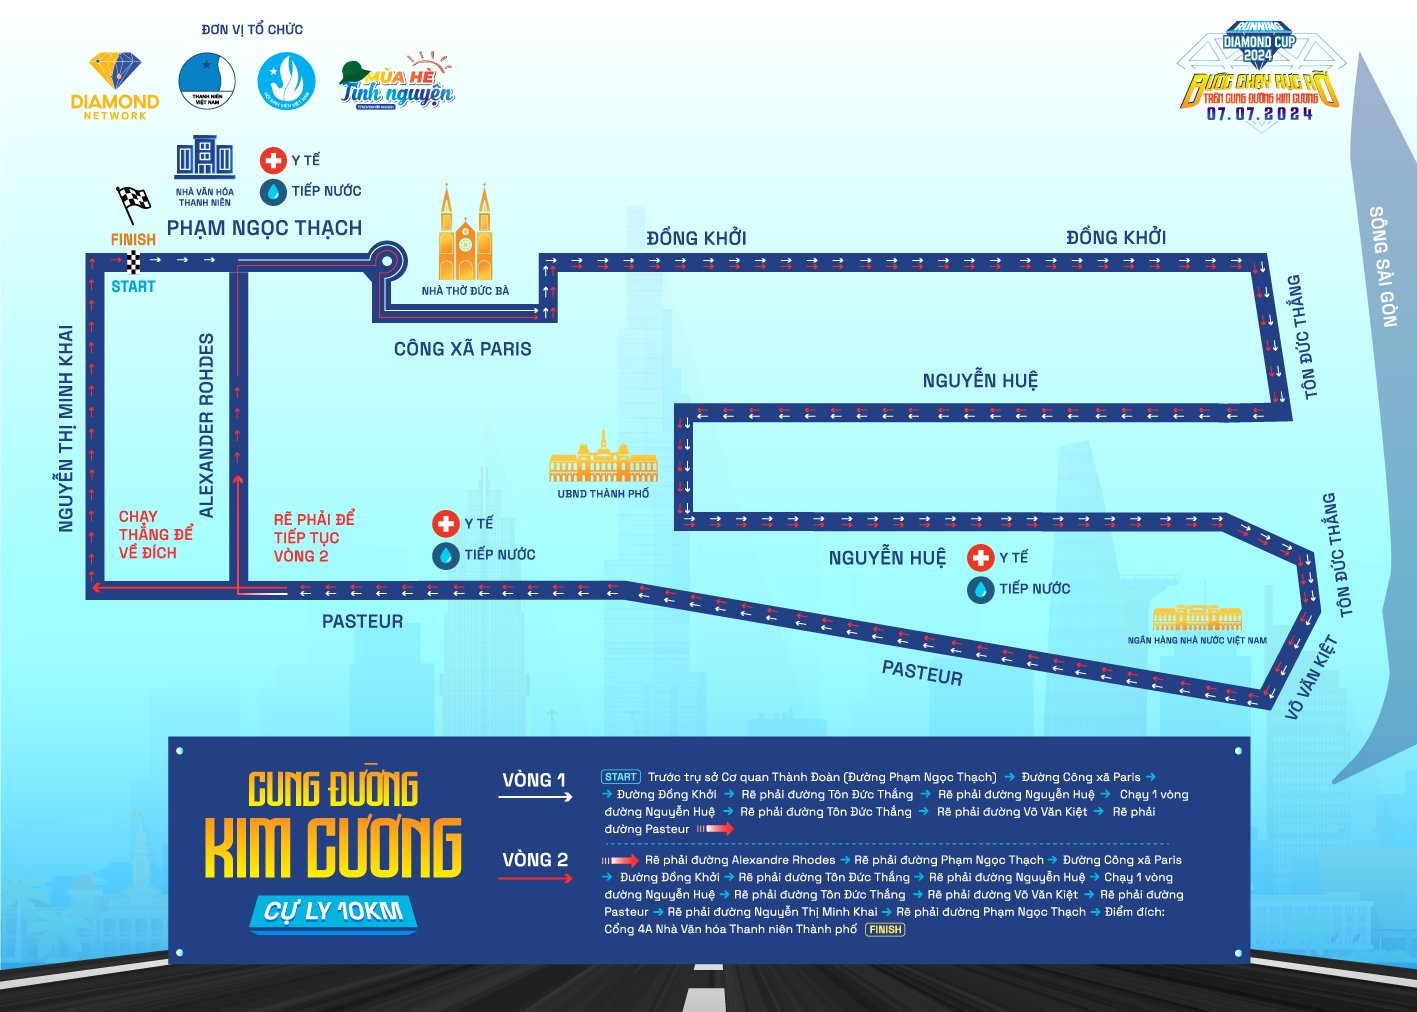 ĐƠN VỊ TỔ CHỨC
DIAMOND
NETWORK
THANH NIÊN
VIỆT NAM
HỘI SINH VIÊN VIỆT NAM
MÙA HÈ
Tình nguyện
RUNNING
DIAMOND CUP
2024
BƯỚC CHẠY RỰC RỠ
TRÊN CUNG ĐƯỜNG KIM CƯƠNG
07.07.2024
NHÀ VĂN HÓA
THANH NIÊN
Y TẾ
TIẾP NƯỚC
FINISH
START
PHẠM NGỌC THẠCH
NHÀ THỜ ĐỨC BÀ
CÔNG XÃ PARIS
ĐỒNG KHỞI
ĐỒNG KHỞI
SÔNG SÀI GÒN
TÔN ĐỨC THẮNG
NGUYỄN HUỆ
NGUYỄN THỊ MINH KHAI
ALEXANDER ROHDES
UBND THÀNH PHỐ
CHẠY
THẲNG ĐỂ
VỀ ĐÍCH
RẼ PHẢI ĐỂ
TIẾP TỤC
VÒNG 2
Y TẾ
TIẾP NƯỚC
NGUYỄN HUỆ
Y TẾ
TIẾP NƯỚC
TÔN ĐỨC THẮNG
NGÂN HÀNG NHÀ NƯỚC VIỆT NAM
VÕ VĂN KIỆT
PASTEUR
PASTEUR
CUNG ĐƯỜNG
KIM CƯƠNG
CỰ LY 10KM
VÒNG 1
START Trước trụ sở Cơ quan Thành Đoàn (Đường Phạm Ngọc Thạch) → Đường Công xã Paris →
→ Đường Đồng Khởi → Rẽ phải đường Tôn Đức Thắng → Rẽ phải đường Nguyễn Huệ → Chạy 1 vòng
đường Nguyễn Huệ → Rẽ phải đường Tôn Đức Thắng → Rẽ phải đường Võ Văn Kiệt → Rẽ phải
đường Pasteur
VÒNG 2
Rẽ phải đường Alexandre Rhodes → Rẽ phải đường Phạm Ngọc Thạch → Đường Công xã Paris
→ Đường Đồng Khởi → Rẽ phải đường Tôn Đức Thắng → Rẽ phải đường Nguyễn Huệ → Chạy 1 vòng
đường Nguyễn Huệ → Rẽ phải đường Tôn Đức Thắng → Rẽ phải đường Võ Văn Kiệt → Rẽ phải đường
Pasteur → Rẽ phải đường Nguyễn Thị Minh Khai → Rẽ phải đường Phạm Ngọc Thạch → Điểm đích:
Cổng 4A Nhà Văn hóa Thanh niên Thành phố FINISH